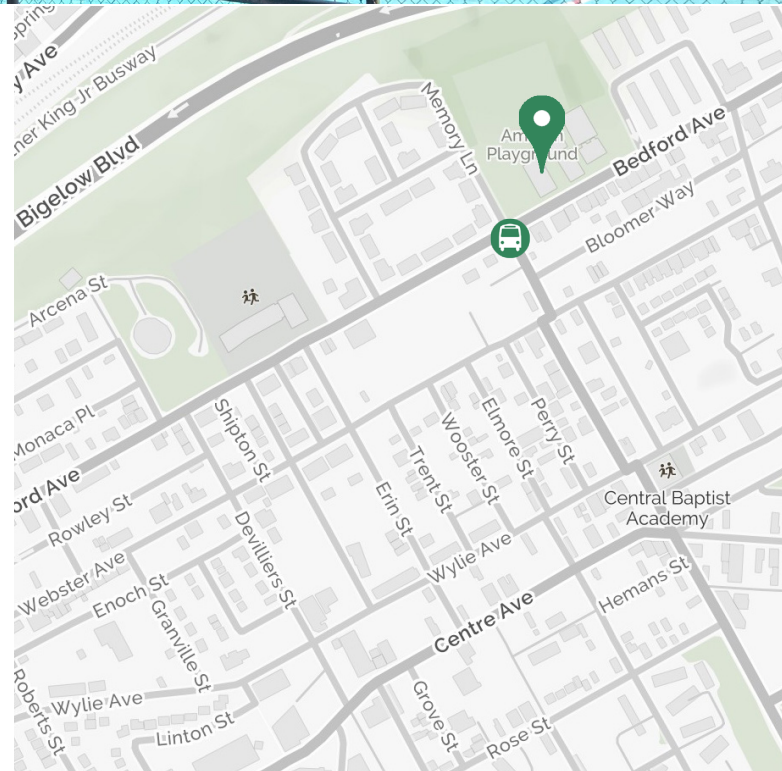 Spring
y Ave
ner King Jr Busway
Bigelow Blvd
Memory Ln
Playground
Bedford Ave
Bloomer Way
Arcena St
Monaca Pl
Shipton St
Perry St
Elmore St
Wooster St
Trent St
Erin St
ord Ave
Rowley St
Central Baptist
Academy
Devilliers St
Webster Ave
Enoch St
Wylie Ave
Granville St
Hemans St
Centre Ave
Roberts St
Wylie Ave
Linton St
Grove St
Rose St